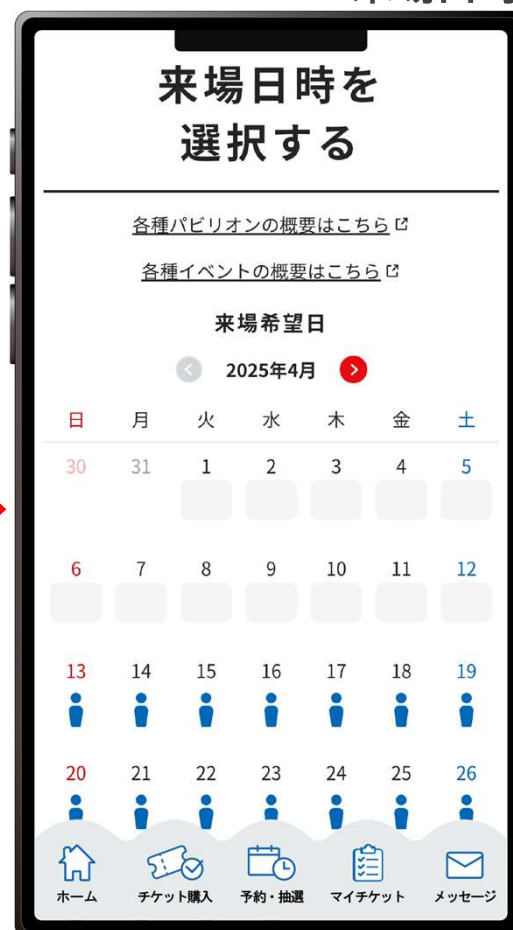 来場日時を
選択する
各種パビリオンの概要はこちら
各種イベントの概要はこちら
来場希望日
2025年4月
日 月 火 水 木 金 土
30 31 1 2 3 4 5
6 7 8 9 10 11 12
13 14 15 16 17 18 19
20 21 22 23 24 25 26
ホーム チケット購入 予約・抽選 マイチケット メッセージ